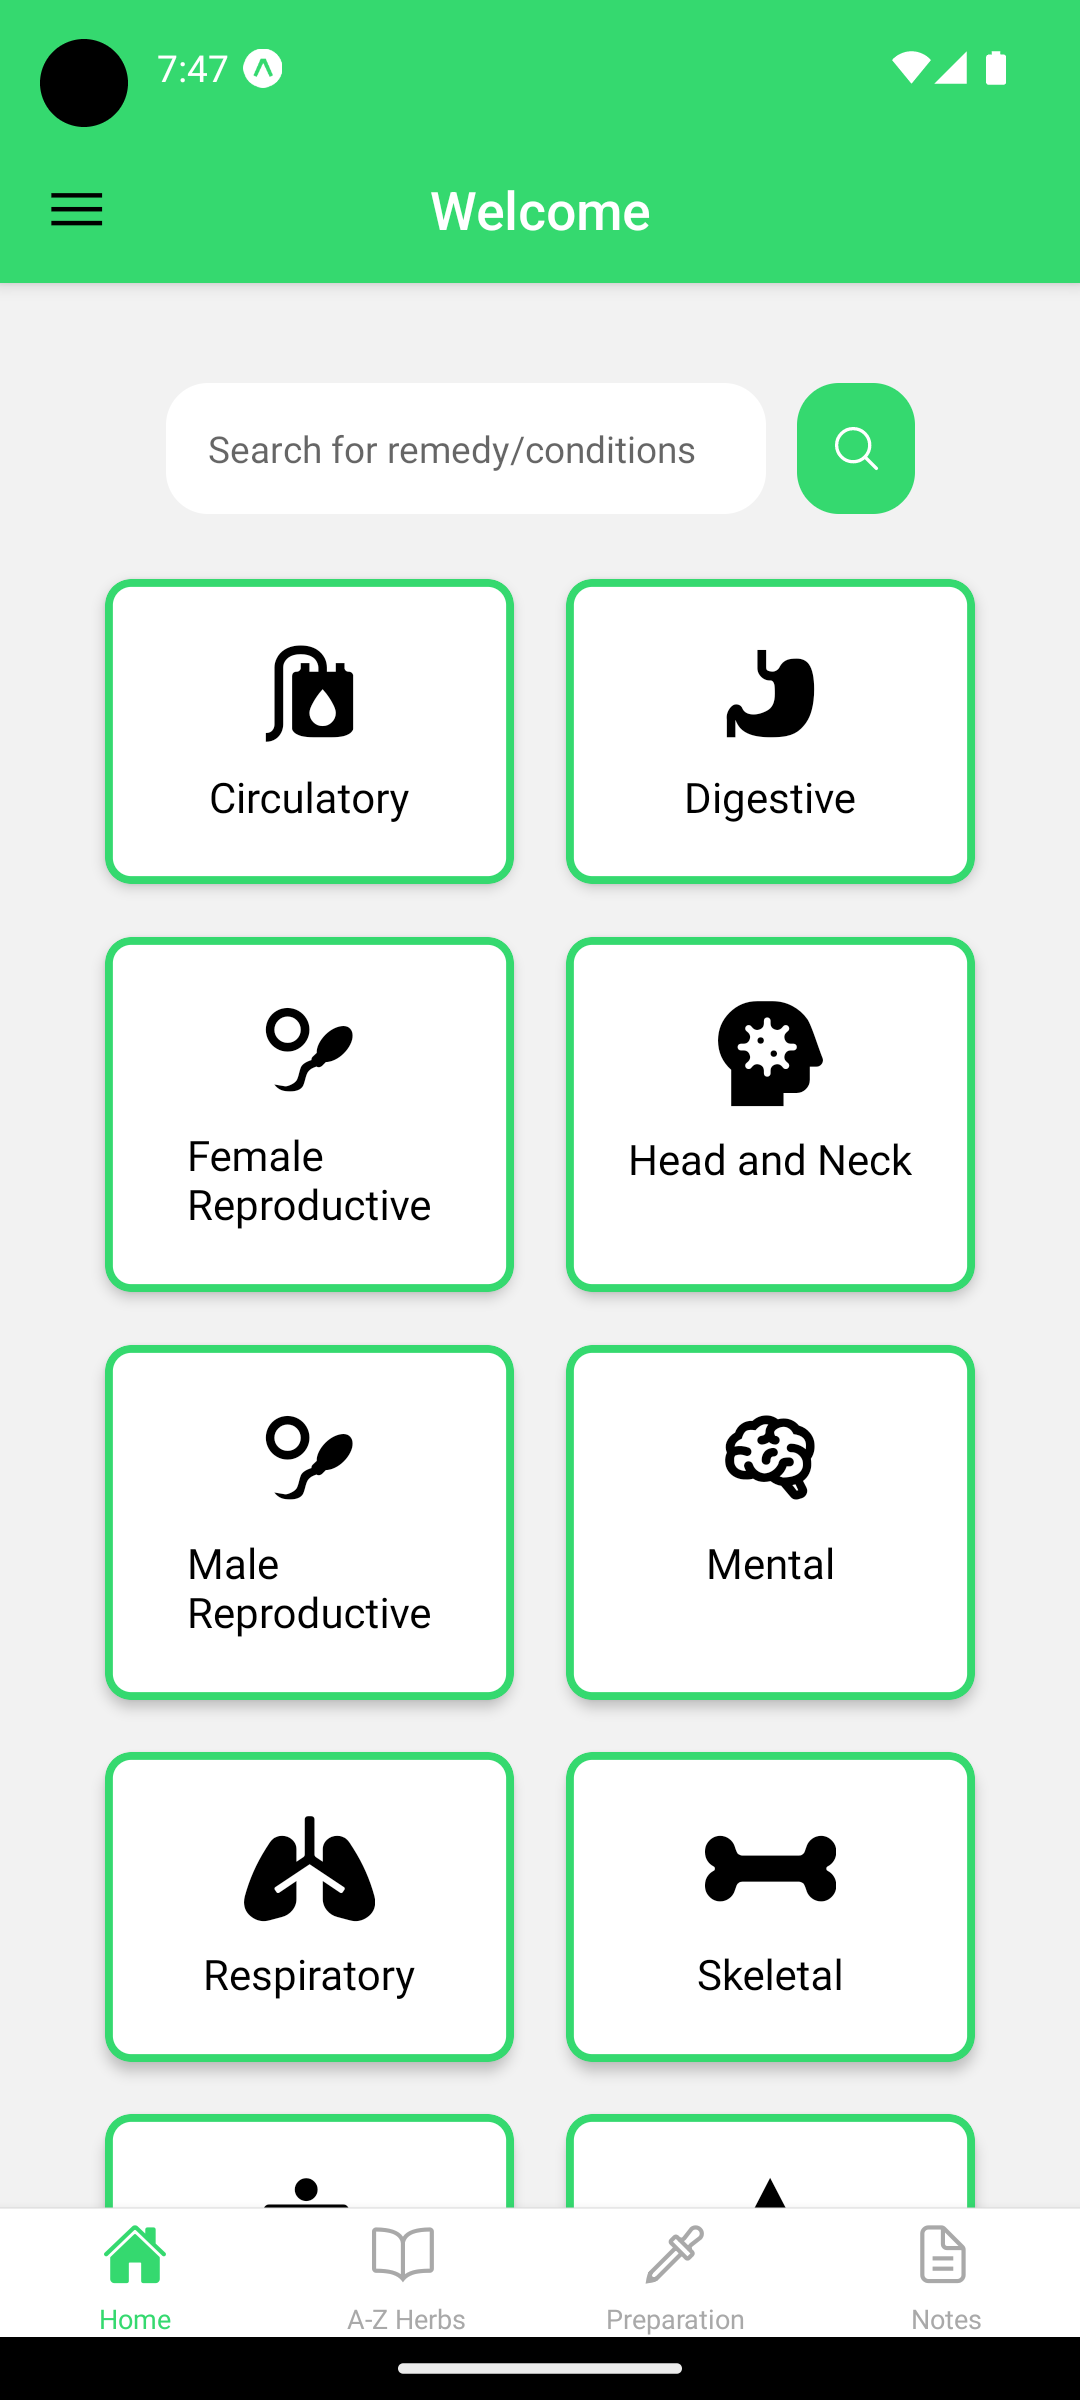 7:47
Welcome
Search for remedy/conditions
Circulatory
Digestive
Female
Reproductive
Head and Neck
Male
Reproductive
Mental
Respiratory
Skeletal
Home
A-Z Herbs
Preparation
Notes